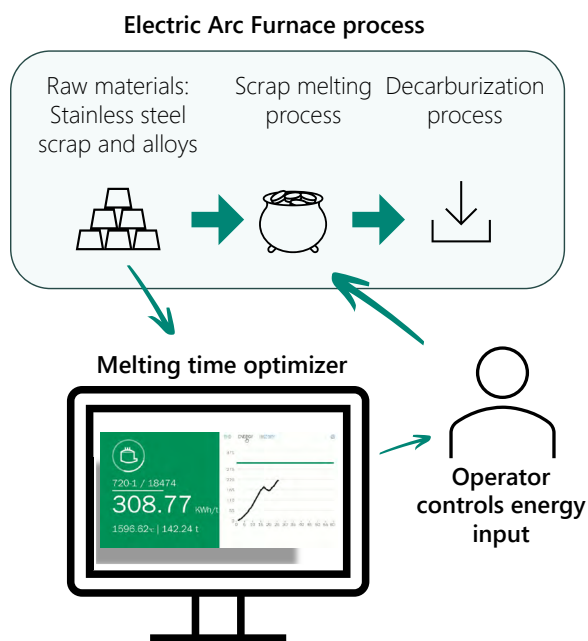 Electric Arc Furnace process
Raw materials:
Stainless steel
scrap and alloys
Scrap melting
process
Decarburization
process
Melting time optimizer
ENERGY
720-1 / 18474
308.77 KWh/t
1596.62°c | 142.24 t
Operator
controls energy
input